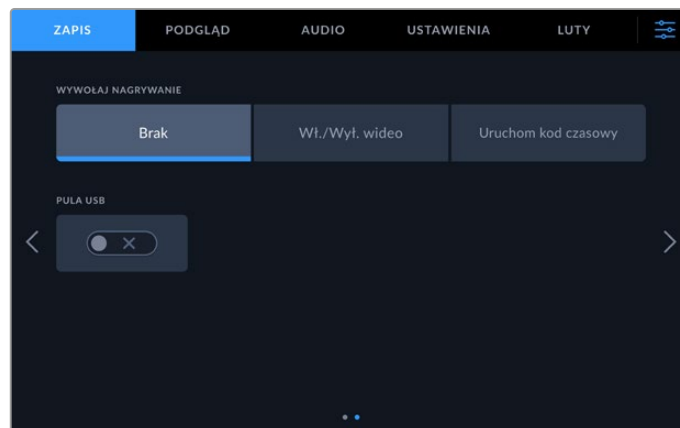 ZAPIS PODGLĄD AUDIO USTAWIENIA LUTY
WYWOŁAJ NAGRYWANIE
Brak Wł./Wył. wideo Uruchom kod czasowy
PULA USB